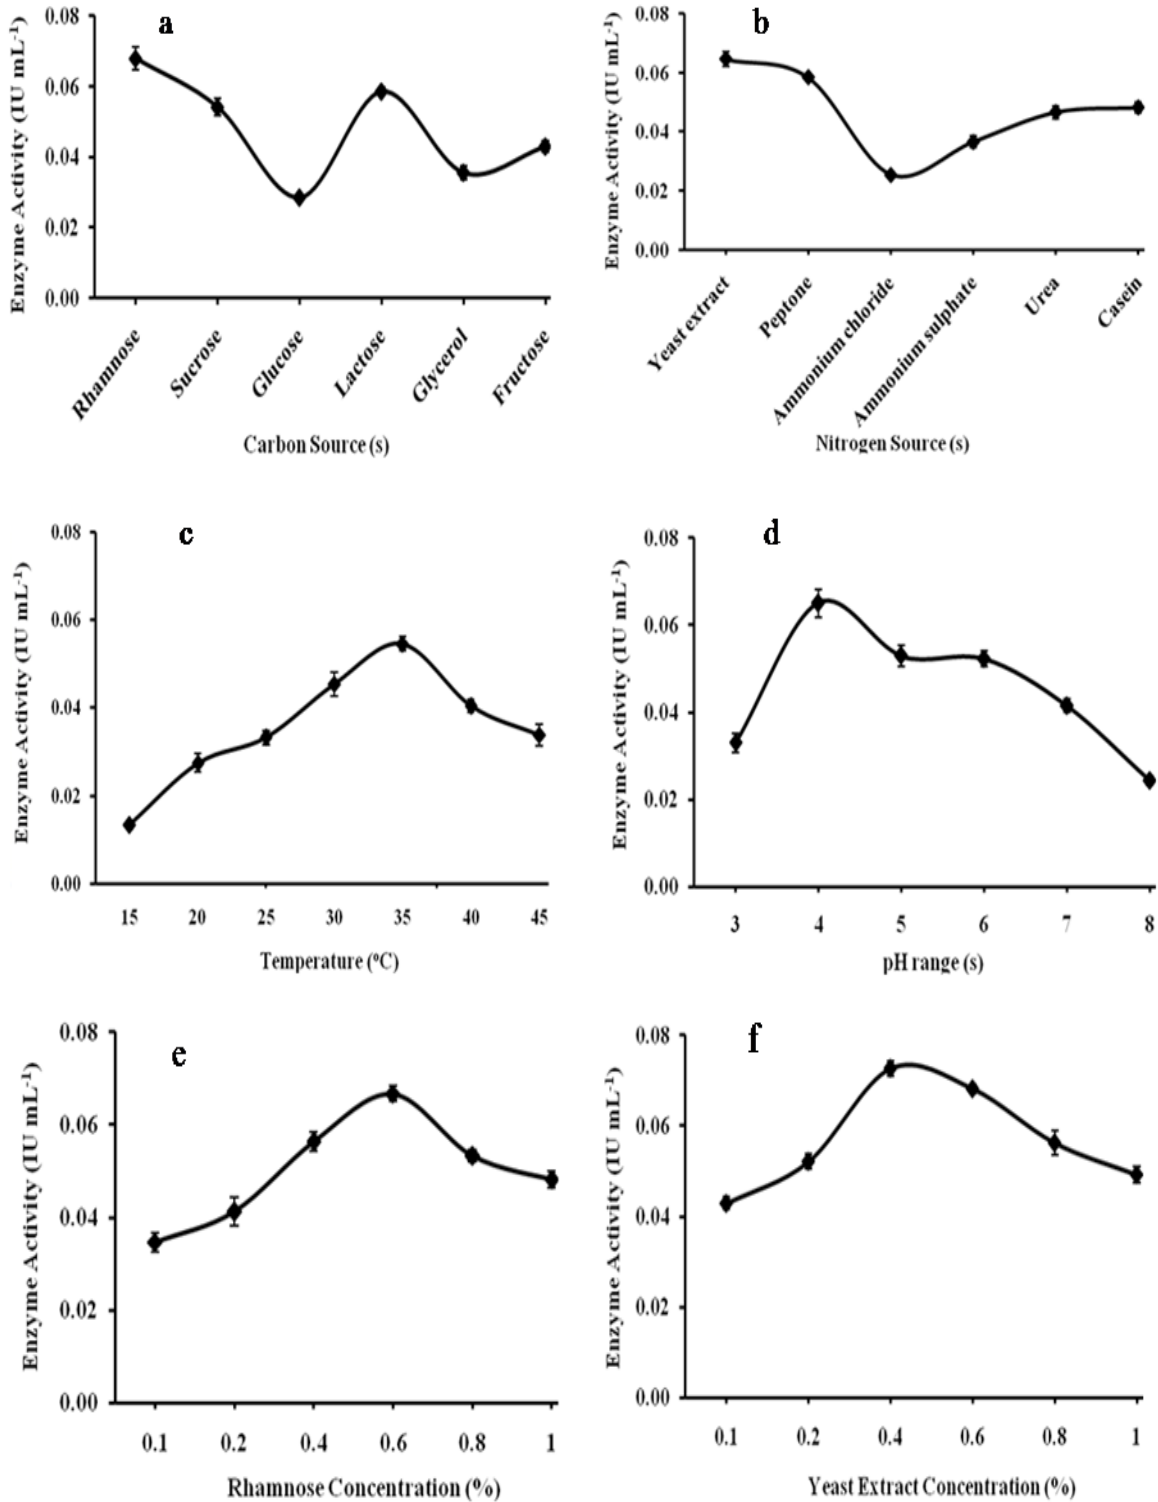 a
Enzyme Activity (IU mL-1)
0.08
0.06
0.04
0.02
0.00
Rhamnose
Sucrose
Glucose
Lactose
Glycerol
Fructose
Carbon Source (s)
b
Enzyme Activity (IU mL-1)
0.08
0.06
0.04
0.02
0.00
Yeast extract
Peptone
Ammonium chloride
Ammonium sulphate
Urea
Casein
Nitrogen Source (s)
c
Enzyme Activity (IU mL-1)
0.08
0.06
0.04
0.02
0.00
15 20 25 30 35 40 45
Temperature (°C)
d
Enzyme Activity (IU mL-1)
0.08
0.06
0.04
0.02
0.00
3 4 5 6 7 8
pH range (s)
e
Enzyme Activity (IU mL-1)
0.08
0.06
0.04
0.02
0.00
0.1 0.2 0.4 0.6 0.8 1
Rhamnose Concentration (%)
f
Enzyme Activity (IU mL-1)
0.08
0.06
0.04
0.02
0.00
0.1 0.2 0.4 0.6 0.8 1
Yeast Extract Concentration (%)